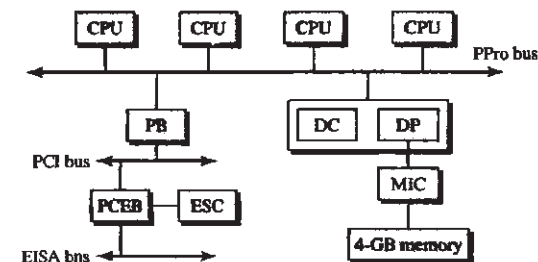 CPU CPU CPU CPU
PPro bus
PB
DC DP
PCI bus
MIC
PCEB ESC
4-GB memory
EISA bns